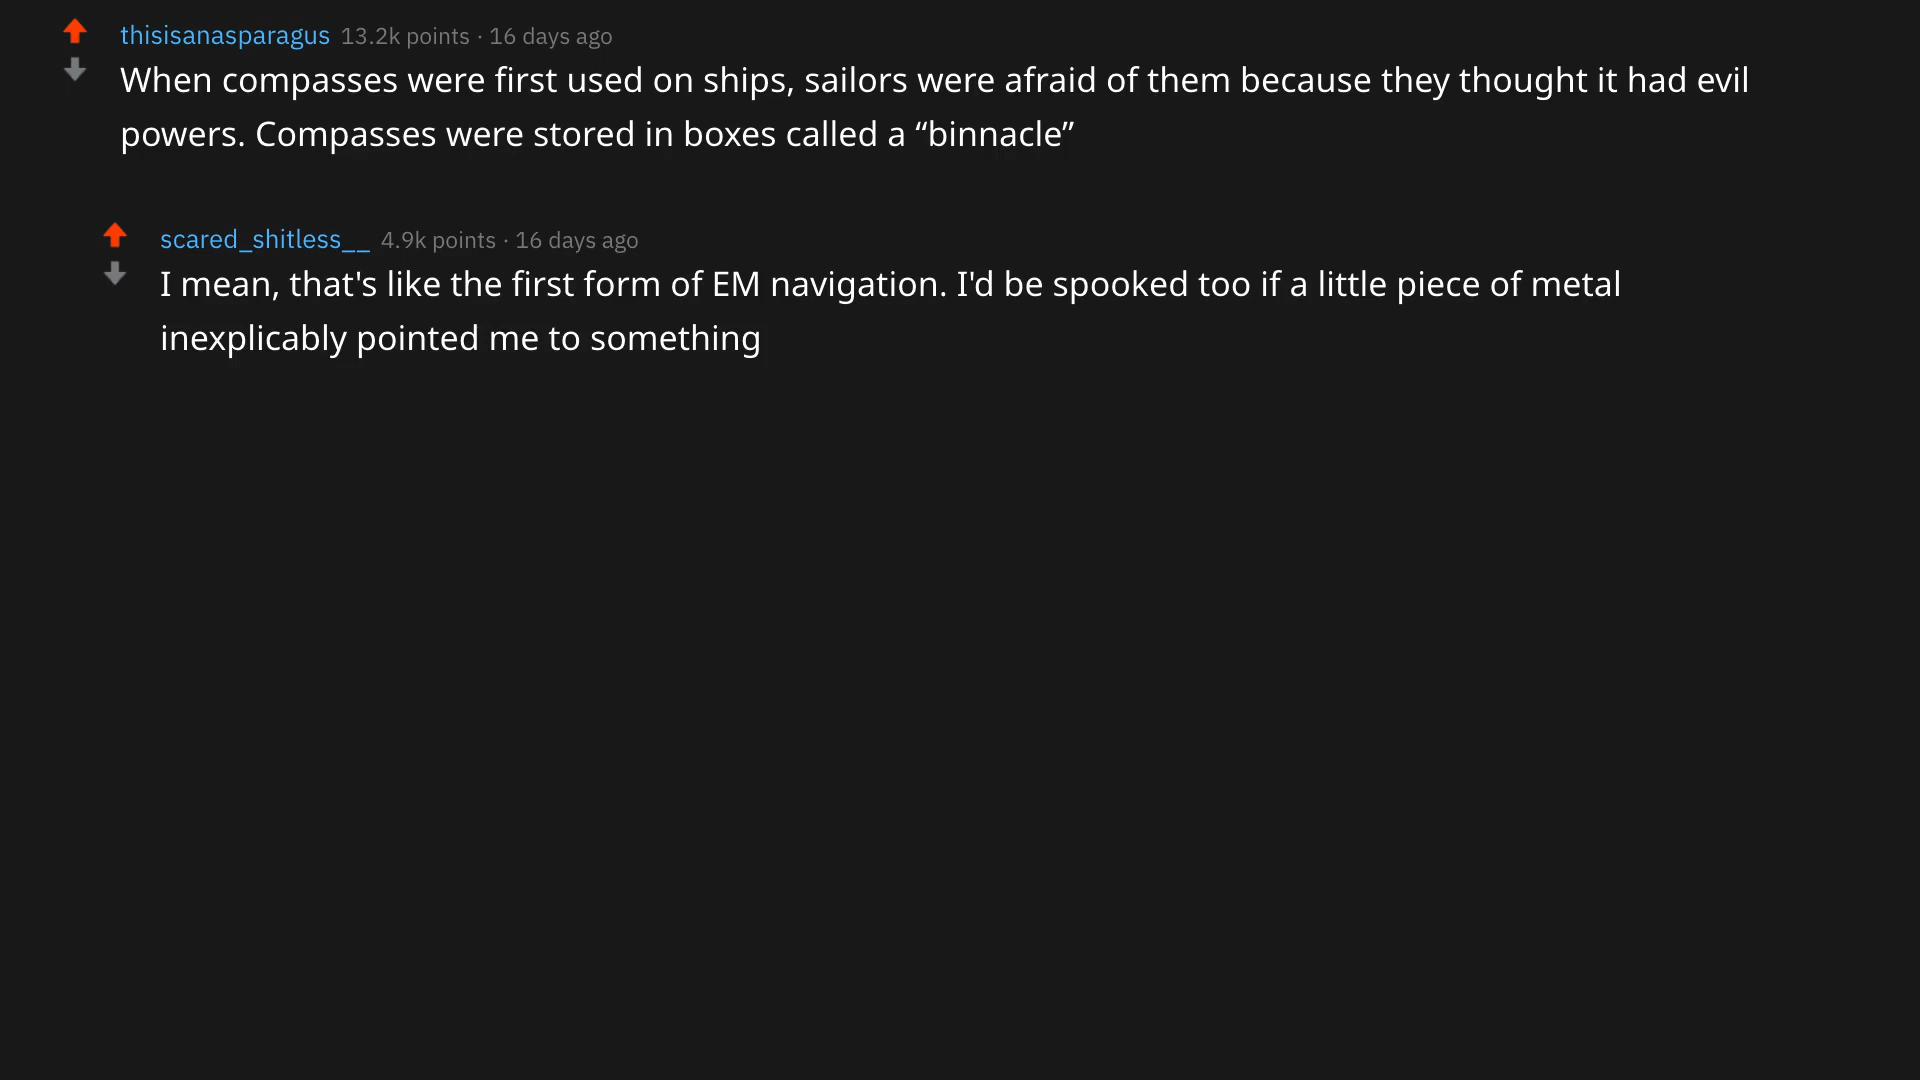 thisisanasparagus 13.2k points · 16 days ago
When compasses were first used on ships, sailors were afraid of them because they thought it had evil
powers. Compasses were stored in boxes called a “binnacle”
scared_shitless__ 4.9k points · 16 days ago
I mean, that's like the first form of EM navigation. I'd be spooked too if a little piece of metal
inexplicably pointed me to something